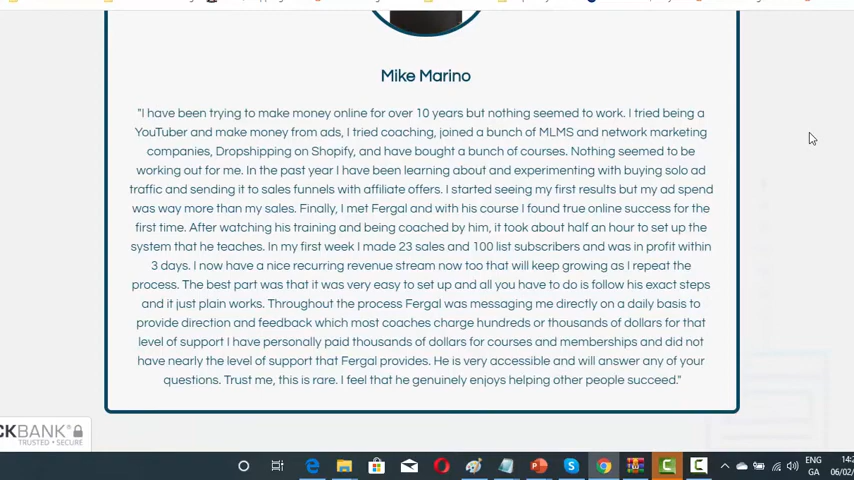 Mike Marino
"I have been trying to make money online for over 10 years but nothing seemed to work. I tried being a
YouTuber and make money from ads, I tried coaching, joined a bunch of MLMS and network marketing
companies, Dropshipping on Shopify, and have bought a bunch of courses. Nothing seemed to be
working out for me. In the past year I have been learning about and experimenting with buying solo ad
traffic and sending it to sales funnels with affiliate offers. I started seeing my first results but my ad spend
was way more than my sales. Finally, I met Fergal and with his course I found true online success for the
first time. After watching his training and being coached by him, it took about half an hour to set up the
system that he teaches. In my first week I made 23 sales and 100 list subscribers and was in profit within
3 days. I now have a nice recurring revenue stream now too that will keep growing as I repeat the
process. The best part was that it was very easy to set up and all you have to do is follow his exact steps
and it just plain works. Throughout the process Fergal was messaging me directly on a daily basis to
provide direction and feedback which most coaches charge hundreds or thousands of dollars for that
level of support I have personally paid thousands of dollars for courses and memberships and did not
have nearly the level of support that Fergal provides. He is very accessible and will answer any of your
questions. Trust me, this is rare. I feel that he genuinely enjoys helping other people succeed."
CKBANK
TRUSTED • SECURE
ENG
GA
14:2
06/02/